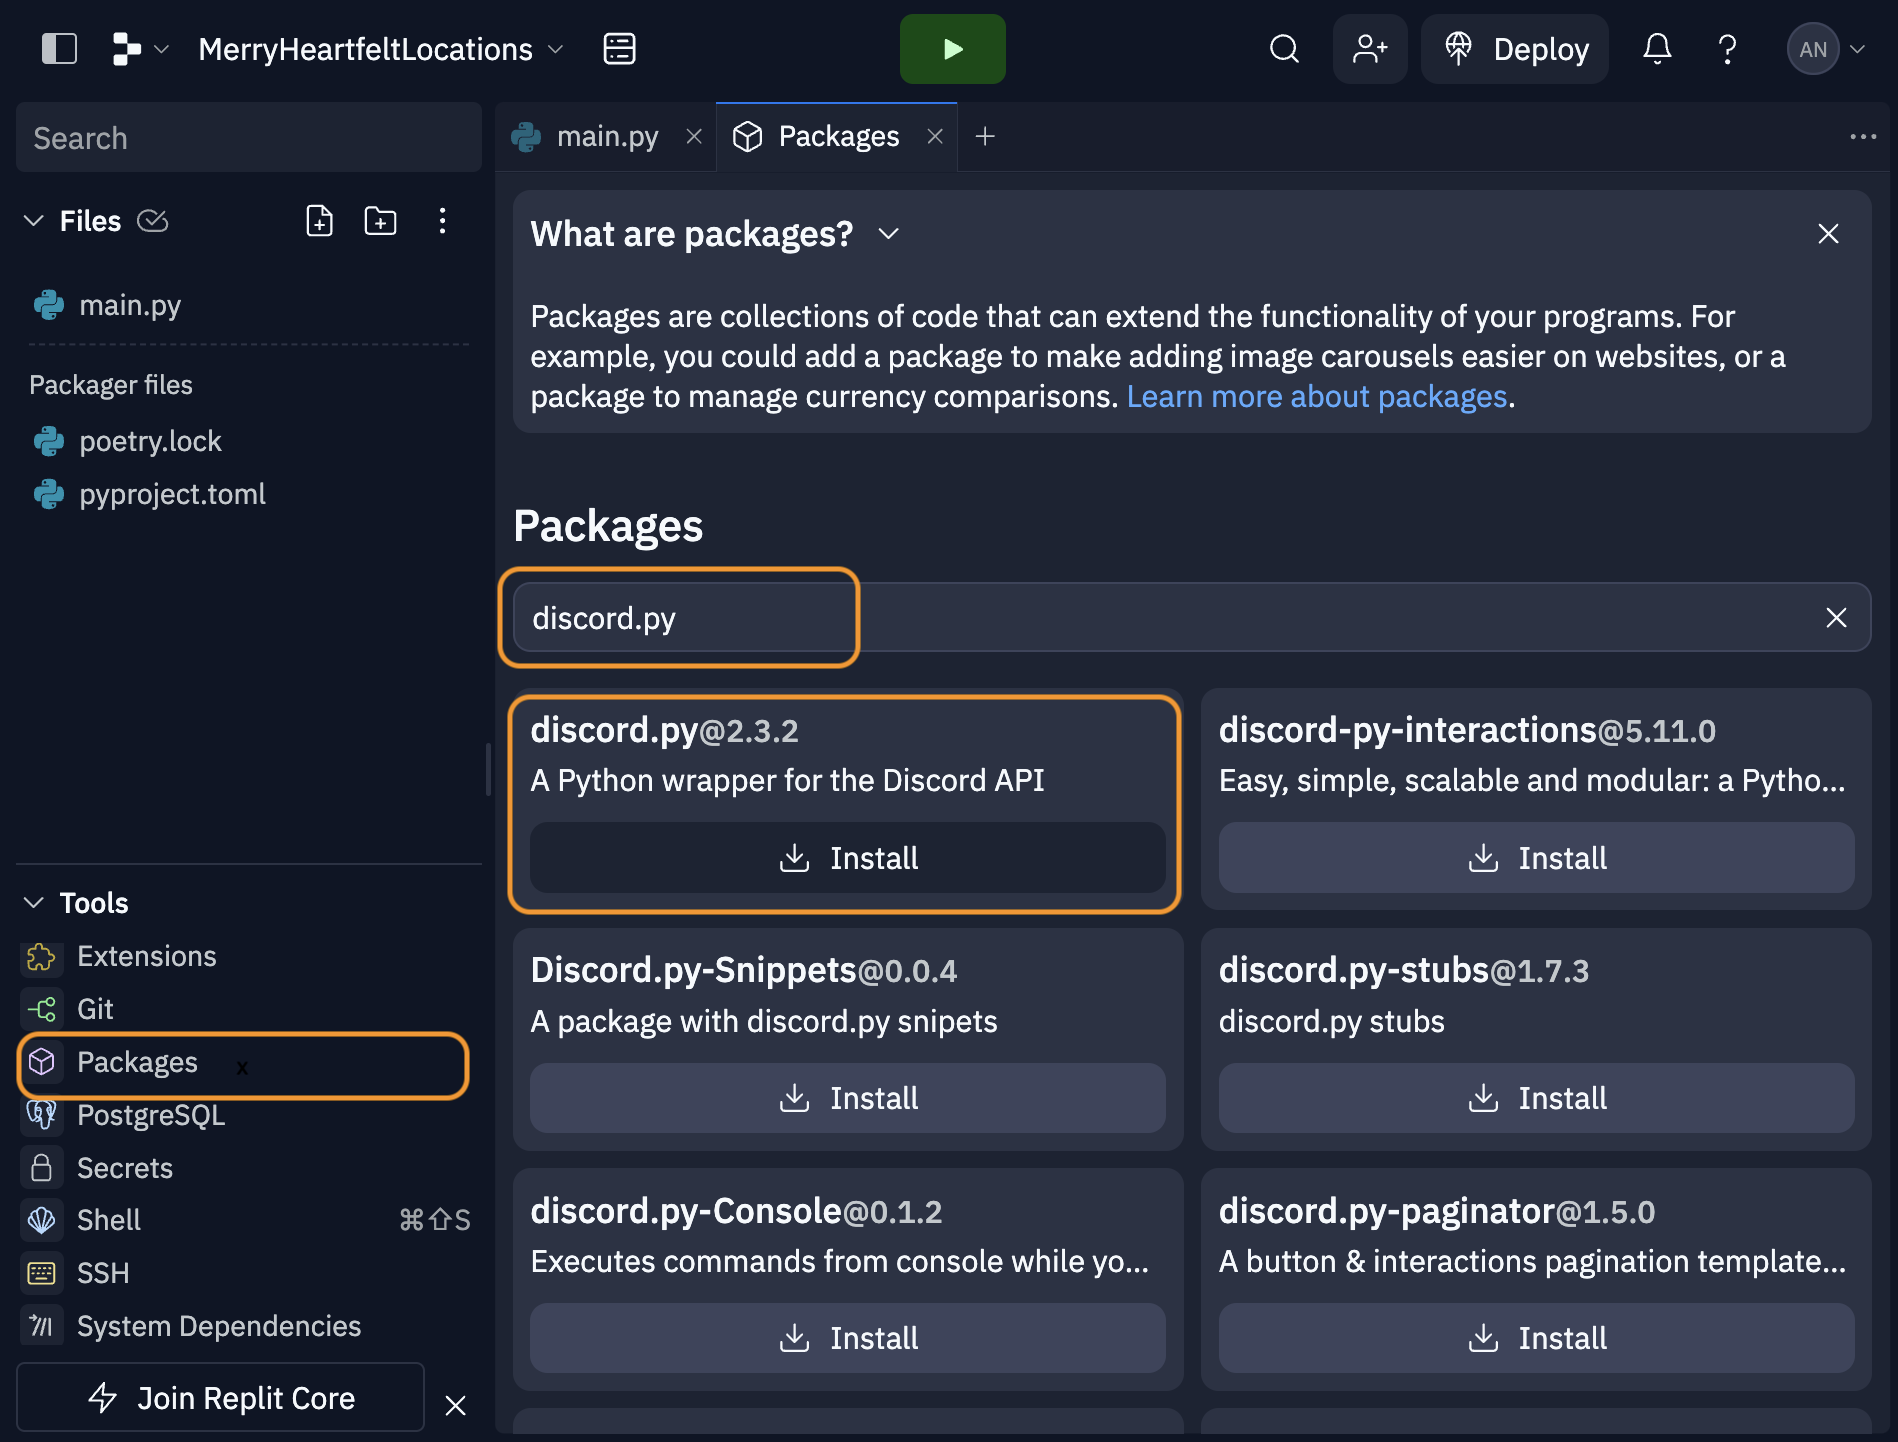 MerryHeartfeltLocations
Deploy
AN
Search
main.py
Packages
Files
main.py
Packager files
poetry.lock
pyproject.toml
Tools
Extensions
Git
Packages
x
PostgreSQL
Secrets
Shell ⌘⇧S
SSH
System Dependencies
Join Replit Core
What are packages?
Packages are collections of code that can extend the functionality of your programs. For
example, you could add a package to make adding image carousels easier on websites, or a
package to manage currency comparisons. Learn more about packages.
Packages
discord.py
discord.py@2.3.2
A Python wrapper for the Discord API
Install
discord-py-interactions@5.11.0
Easy, simple, scalable and modular: a Pytho...
Install
Discord.py-Snippets@0.0.4
A package with discord.py snipets
Install
discord.py-stubs@1.7.3
discord.py stubs
Install
discord.py-Console@0.1.2
Executes commands from console while yo...
Install
discord.py-paginator@1.5.0
A button & interactions pagination template...
Install